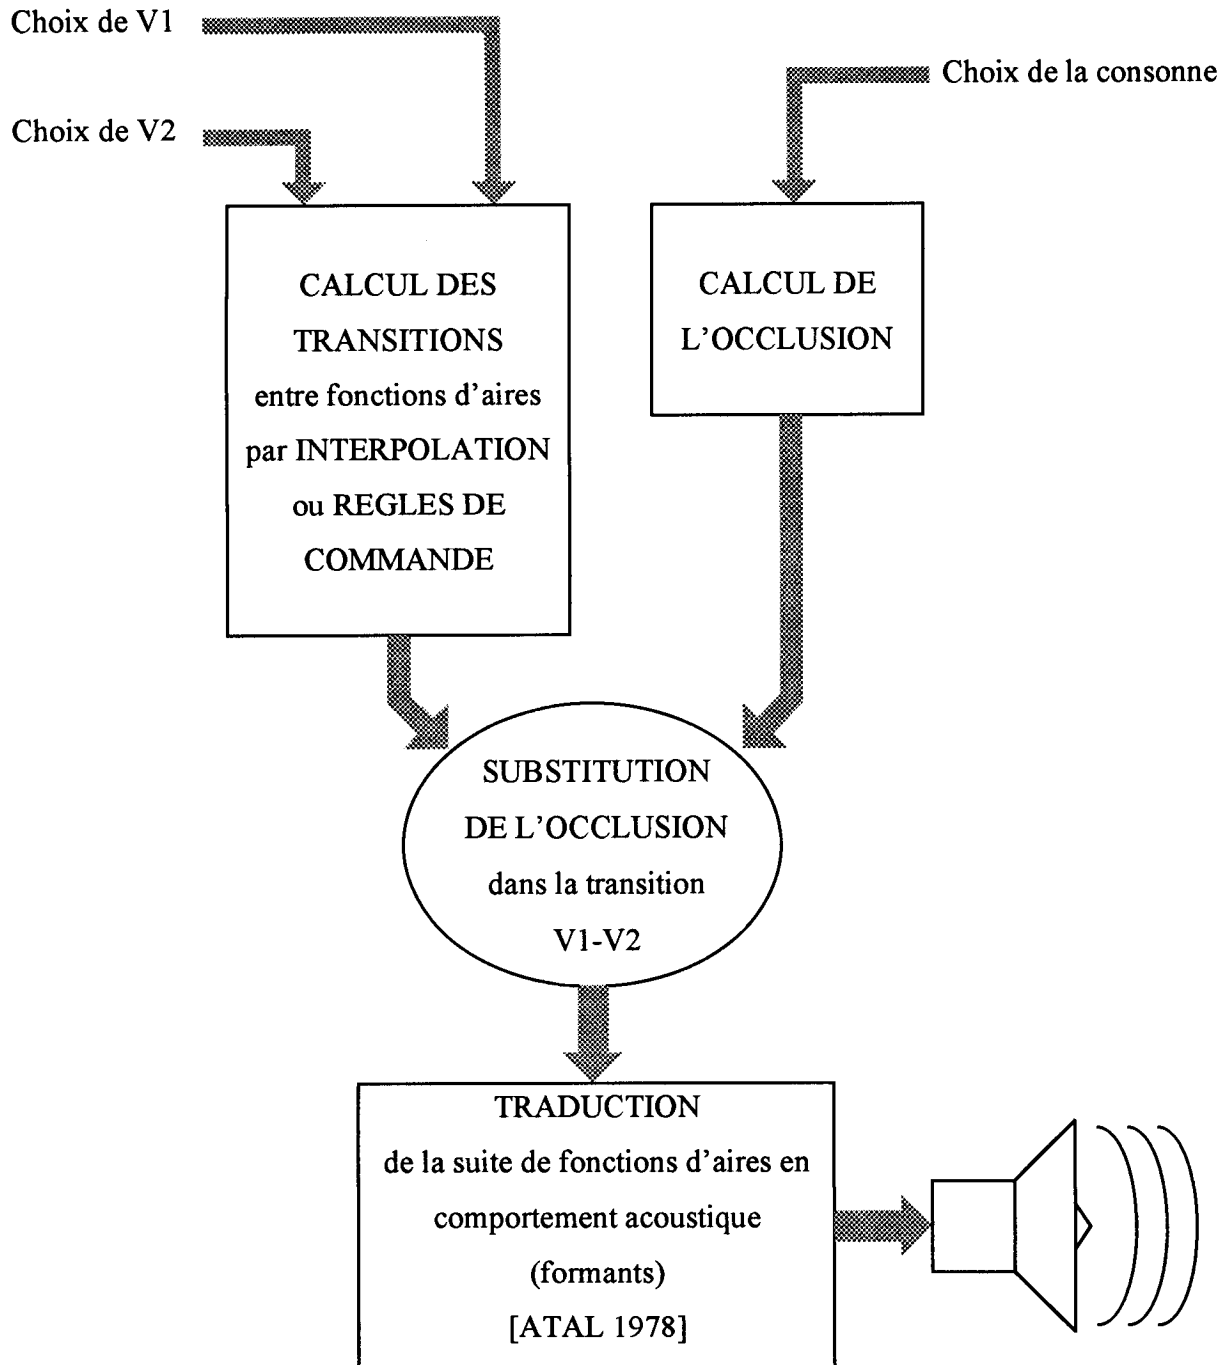 Choix de V1
Choix de la consonne
Choix de V2
CALCUL DES
TRANSITIONS
entre fonctions d'aires
par INTERPOLATION
ou REGLES DE
COMMANDE
CALCUL DE
L'OCCLUSION
SUBSTITUTION
DE L'OCCLUSION
dans la transition
V1-V2
TRADUCTION
de la suite de fonctions d'aires en
comportement acoustique
(formants)
[ATAL 1978]